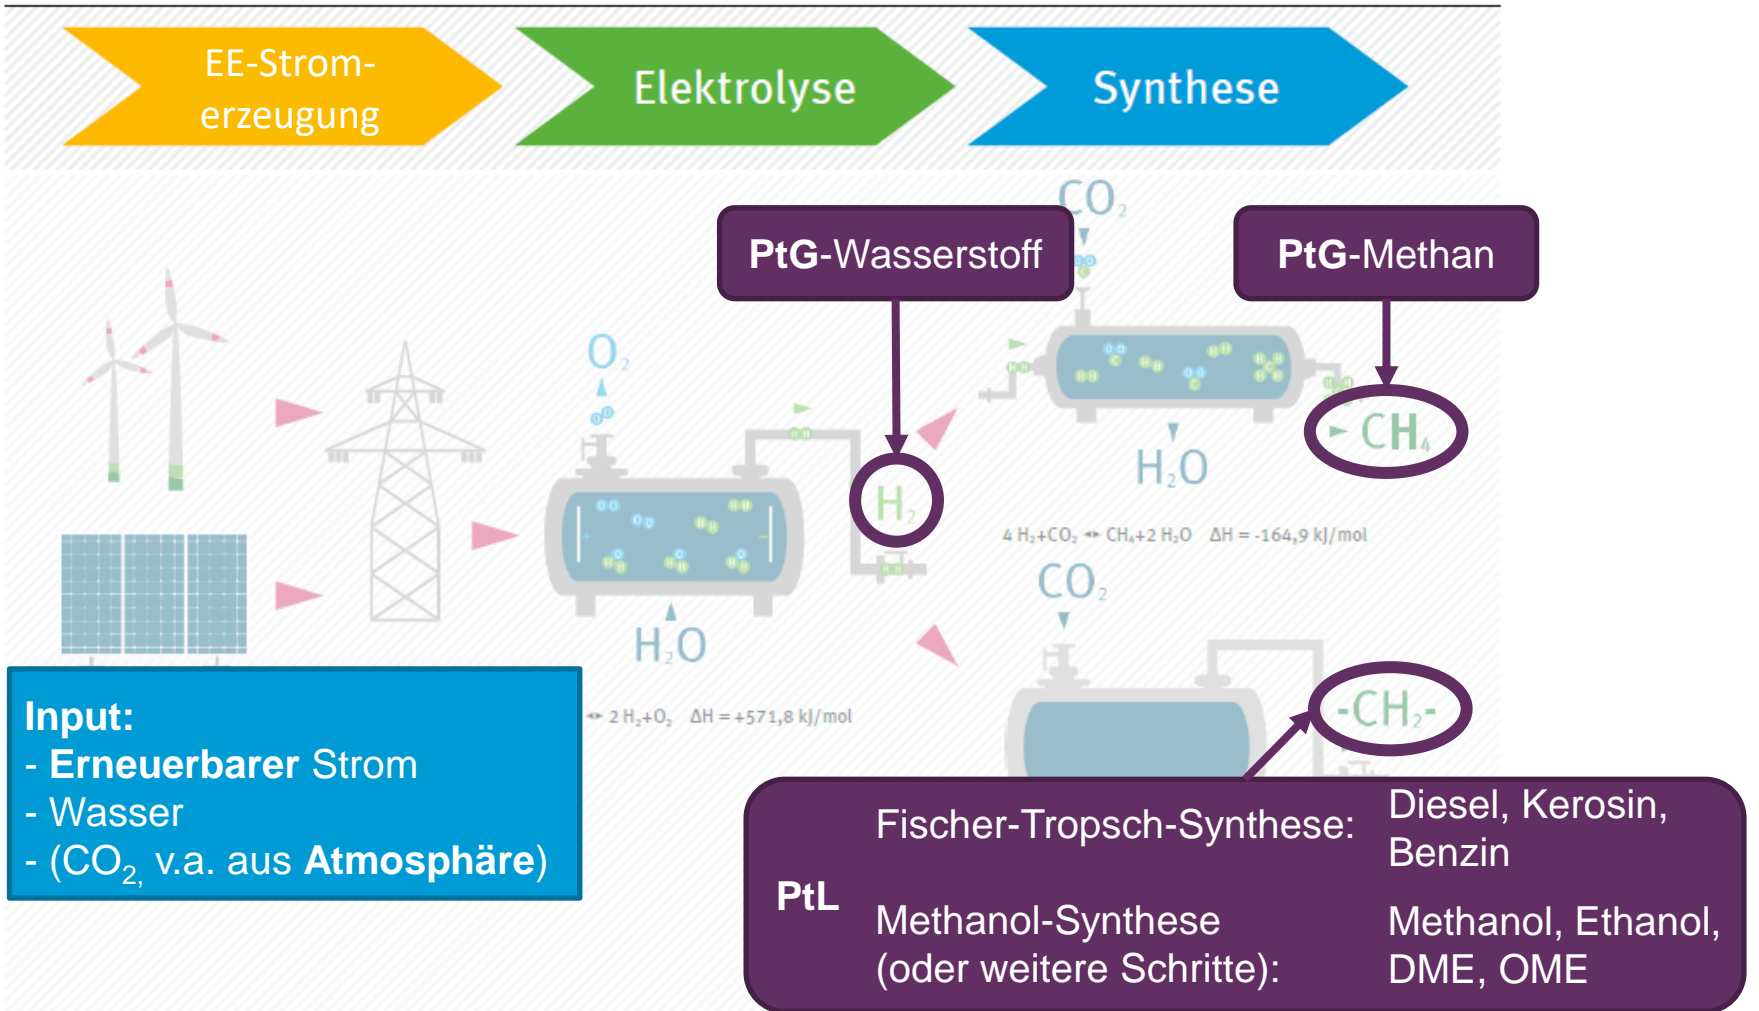 EE-Strom-
erzeugung
Elektrolyse
Synthese
CO₂
PtG-Wasserstoff
PtG-Methan
O₂
CH₄
H₂O
H₂
4 H₂+CO₂ ↔ CH₄+2 H₂O ΔH = -164,9 kJ/mol
CO₂
H₂O
↔ 2 H₂+O₂ ΔH = +571,8 kJ/mol
-CH₂-
Input:
- Erneuerbarer Strom
- Wasser
- (CO₂, v.a. aus Atmosphäre)
PtL
Fischer-Tropsch-Synthese:
Diesel, Kerosin,
Benzin
Methanol-Synthese
(oder weitere Schritte):
Methanol, Ethanol,
DME, OME